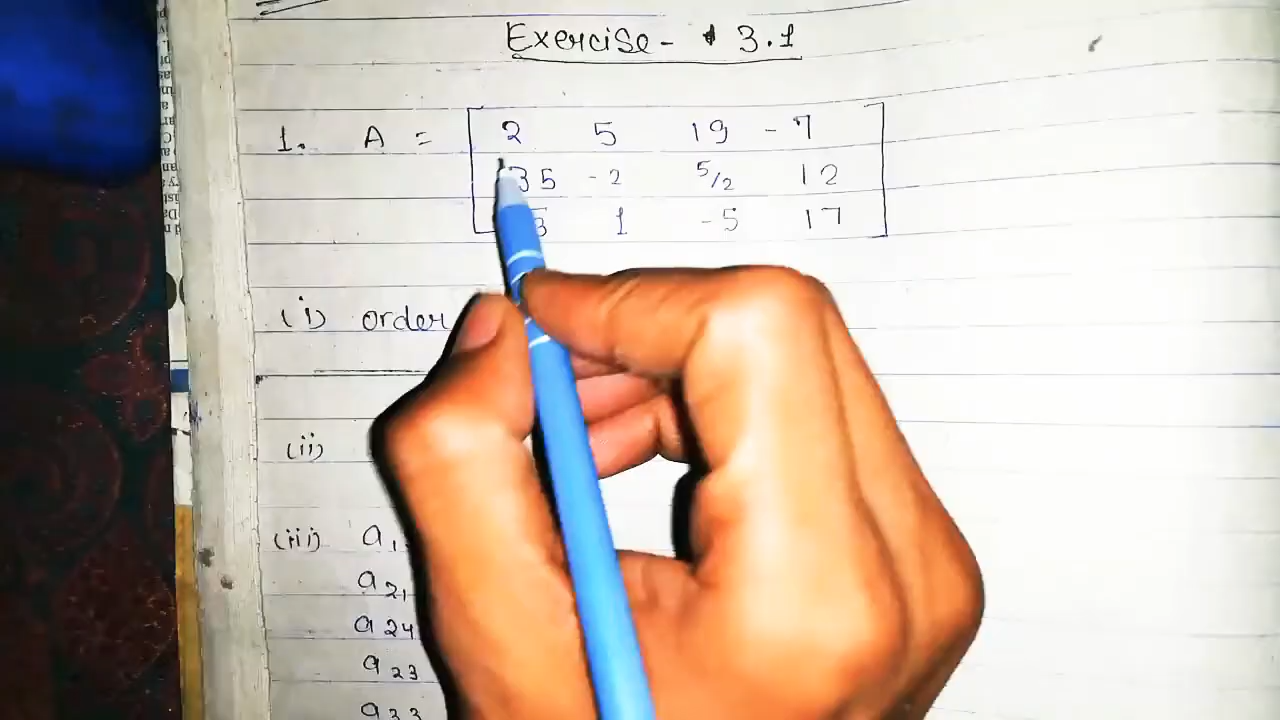 Exercise - 3.1
1. A = 2 5 19 -7
35 -2 5/2 12
1 -5 17
(i) order
(ii)
(iii) a
a21
a24
a23
a33